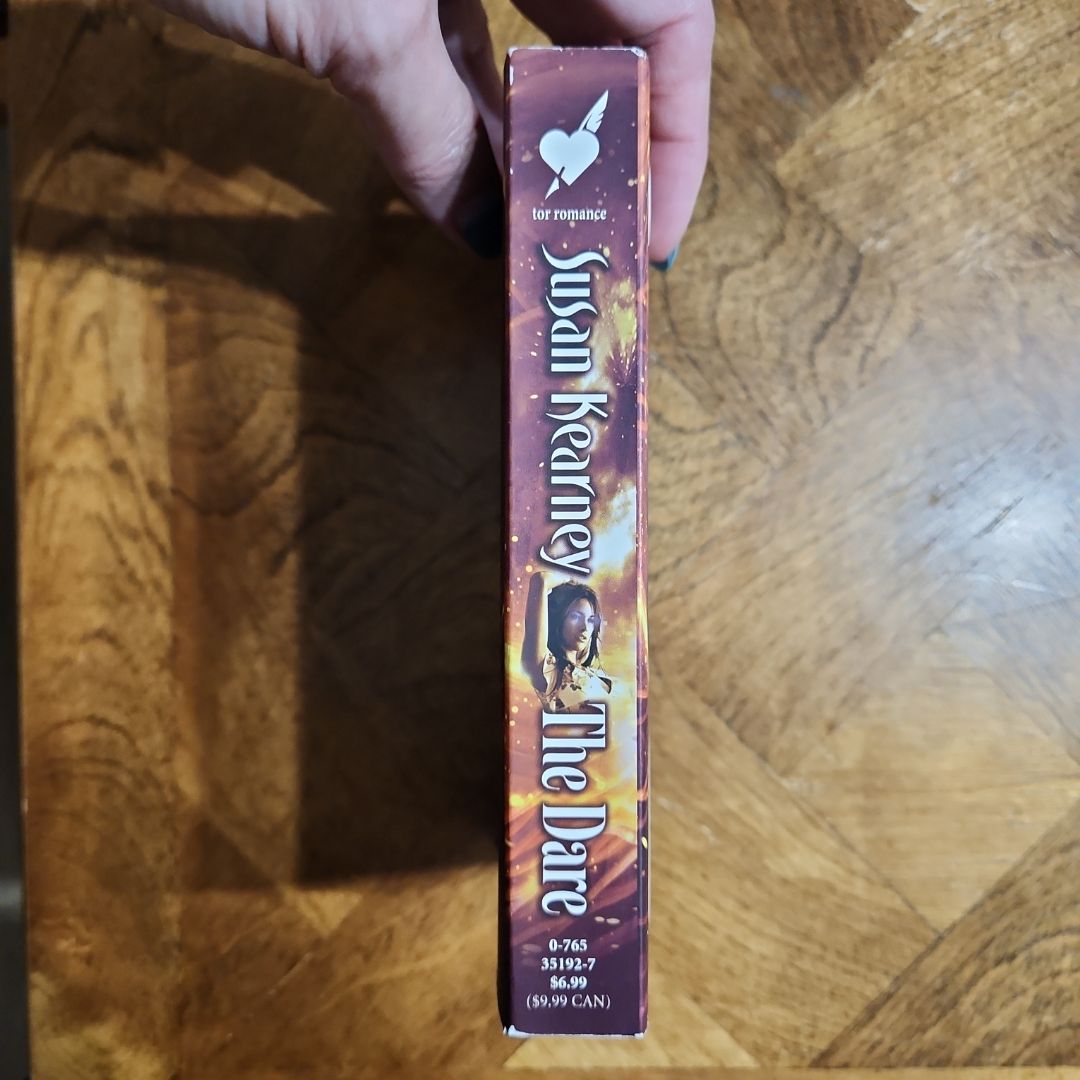 tor romance
Susan Kearney
The Dare
0-765
35192-7
$6.99
($9.99 CAN)